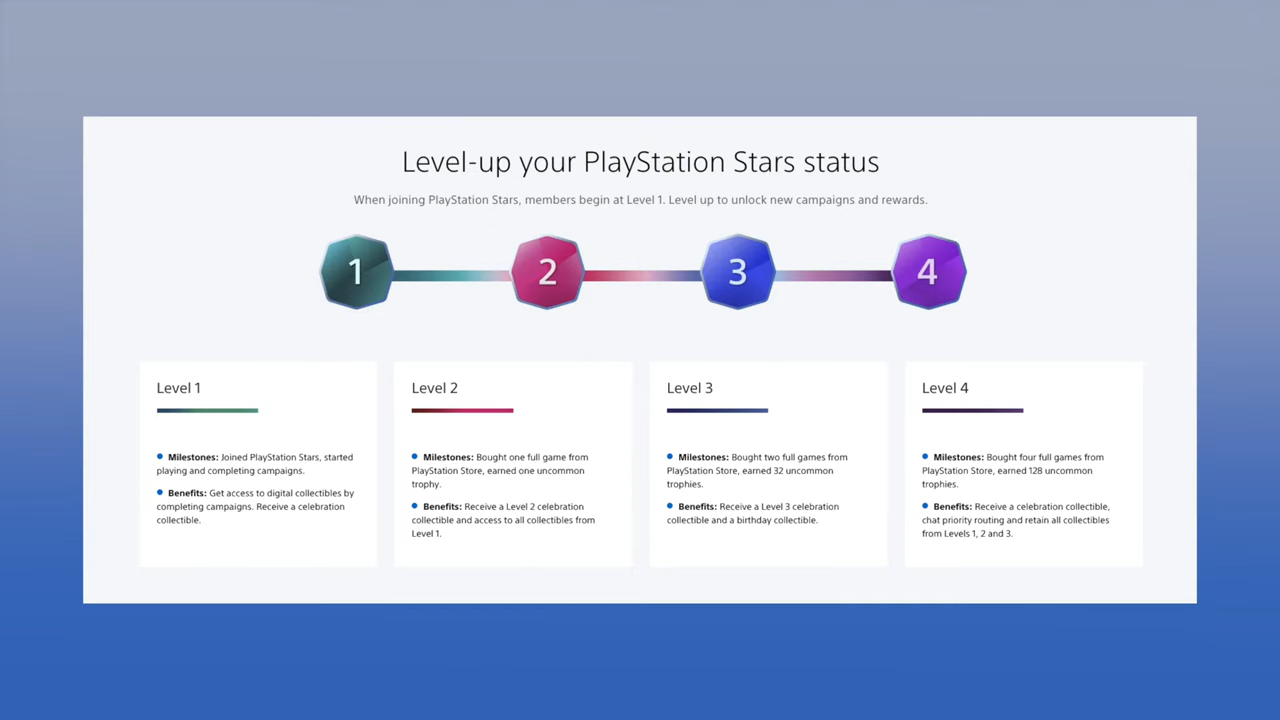 Level-up your PlayStation Stars status
When joining PlayStation Stars, members begin at Level 1. Level up to unlock new campaigns and rewards.
1
2
3
4
Level 1
Milestones: Joined PlayStation Stars, started
playing and completing campaigns.
Benefits: Get access to digital collectibles by
completing campaigns. Receive a celebration
collectible.
Level 2
Milestones: Bought one full game from
PlayStation Store, earned one uncommon
trophy.
Benefits: Receive a Level 2 celebration
collectible and access to all collectibles from
Level 1.
Level 3
Milestones: Bought two full games from
PlayStation Store, earned 32 uncommon
trophies.
Benefits: Receive a Level 3 celebration
collectible and a birthday collectible.
Level 4
Milestones: Bought four full games from
PlayStation Store, earned 128 uncommon
trophies.
Benefits: Receive a celebration collectible,
chat priority routing and retain all collectibles
from Levels 1, 2 and 3.